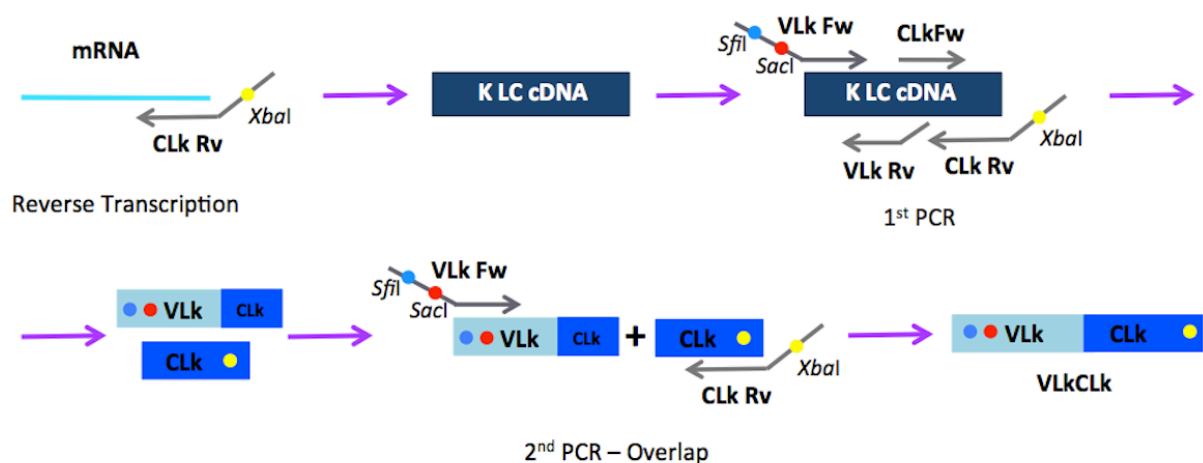 mRNA
XbaI
CLk Rv
Reverse Transcription
K LC cDNA
VLk Fw
CLkFw
SfiI
SacI
K LC cDNA
XbaI
VLk Rv
CLk Rv
1st PCR
VLk CLk
CLk
VLk Fw
SfiI
SacI
VLk CLk + CLk
XbaI
CLk Rv
VLk CLk
VLkCLk
2nd PCR – Overlap